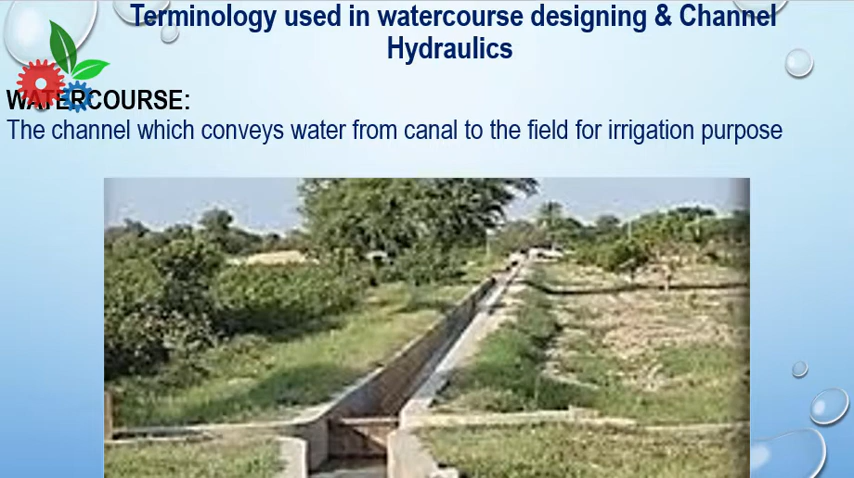 Terminology used in watercourse designing & Channel
Hydraulics
WATERCOURSE:
The channel which conveys water from canal to the field for irrigation purpose